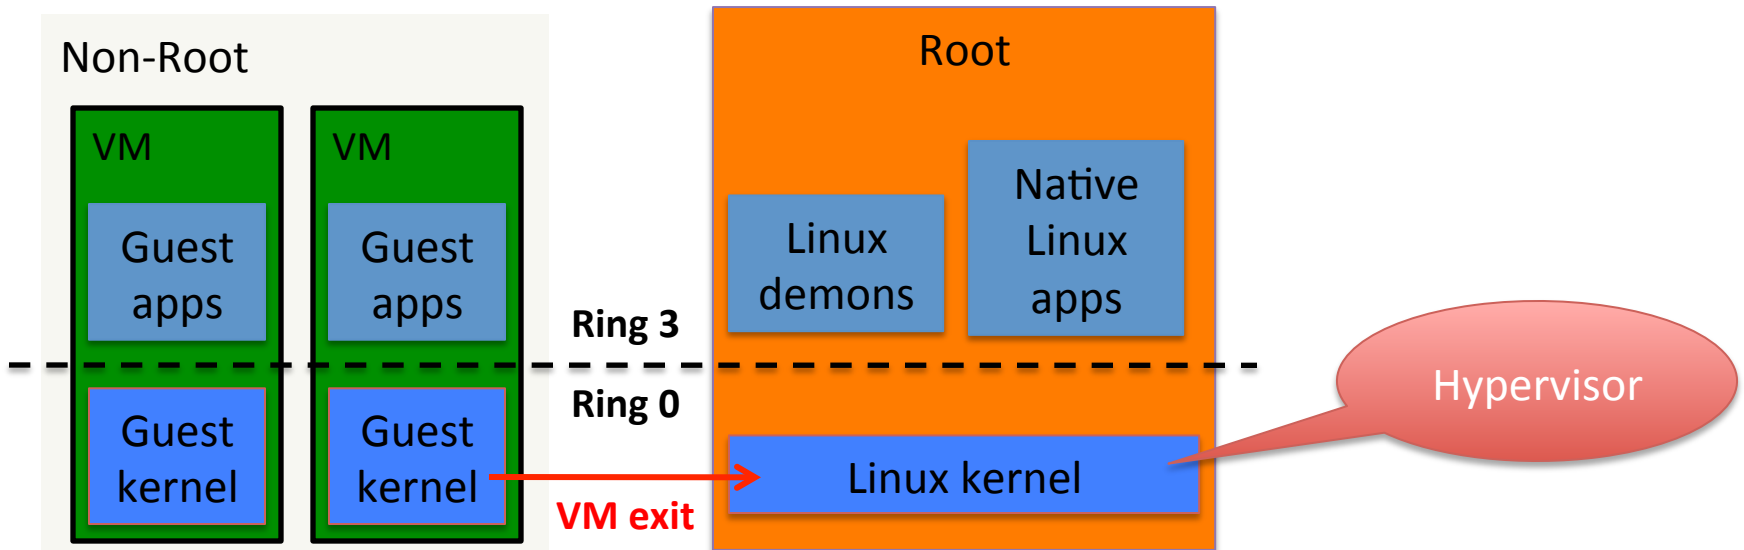 Non-Root
VM
Guest
apps
Guest
kernel
VM
Guest
apps
Guest
kernel
Ring 3
Ring 0
VM exit
Root
Linux
demons
Native
Linux
apps
Linux kernel
Hypervisor